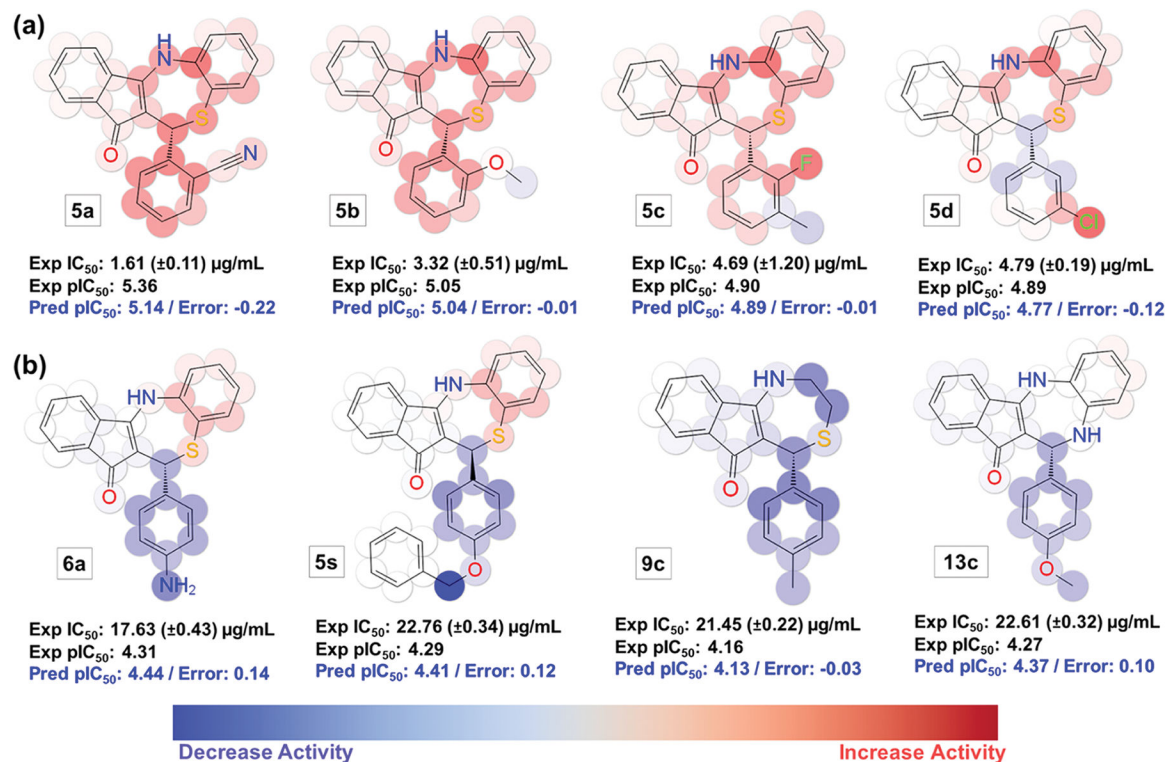 (a)
H
N
S
O
N
5a
Exp IC50: 1.61 (±0.11) µg/mL
Exp pIC50: 5.36
Pred pIC50: 5.14 / Error: -0.22
H
N
S
O
O
5b
Exp IC50: 3.32 (±0.51) µg/mL
Exp pIC50: 5.05
Pred pIC50: 5.04 / Error: -0.01
HN
S
O
F
5c
Exp IC50: 4.69 (±1.20) µg/mL
Exp pIC50: 4.90
Pred pIC50: 4.89 / Error: -0.01
HN
S
O
Cl
5d
Exp IC50: 4.79 (±0.19) µg/mL
Exp pIC50: 4.89
Pred pIC50: 4.77 / Error: -0.12
(b)
HN
S
O
NH2
6a
Exp IC50: 17.63 (±0.43) µg/mL
Exp pIC50: 4.31
Pred pIC50: 4.44 / Error: 0.14
HN
S
O
O
5s
Exp IC50: 22.76 (±0.34) µg/mL
Exp pIC50: 4.29
Pred pIC50: 4.41 / Error: 0.12
HN
S
O
9c
Exp IC50: 21.45 (±0.22) µg/mL
Exp pIC50: 4.16
Pred pIC50: 4.13 / Error: -0.03
HN
NH
O
O
13c
Exp IC50: 22.61 (±0.32) µg/mL
Exp pIC50: 4.27
Pred pIC50: 4.37 / Error: 0.10
Decrease Activity
Increase Activity